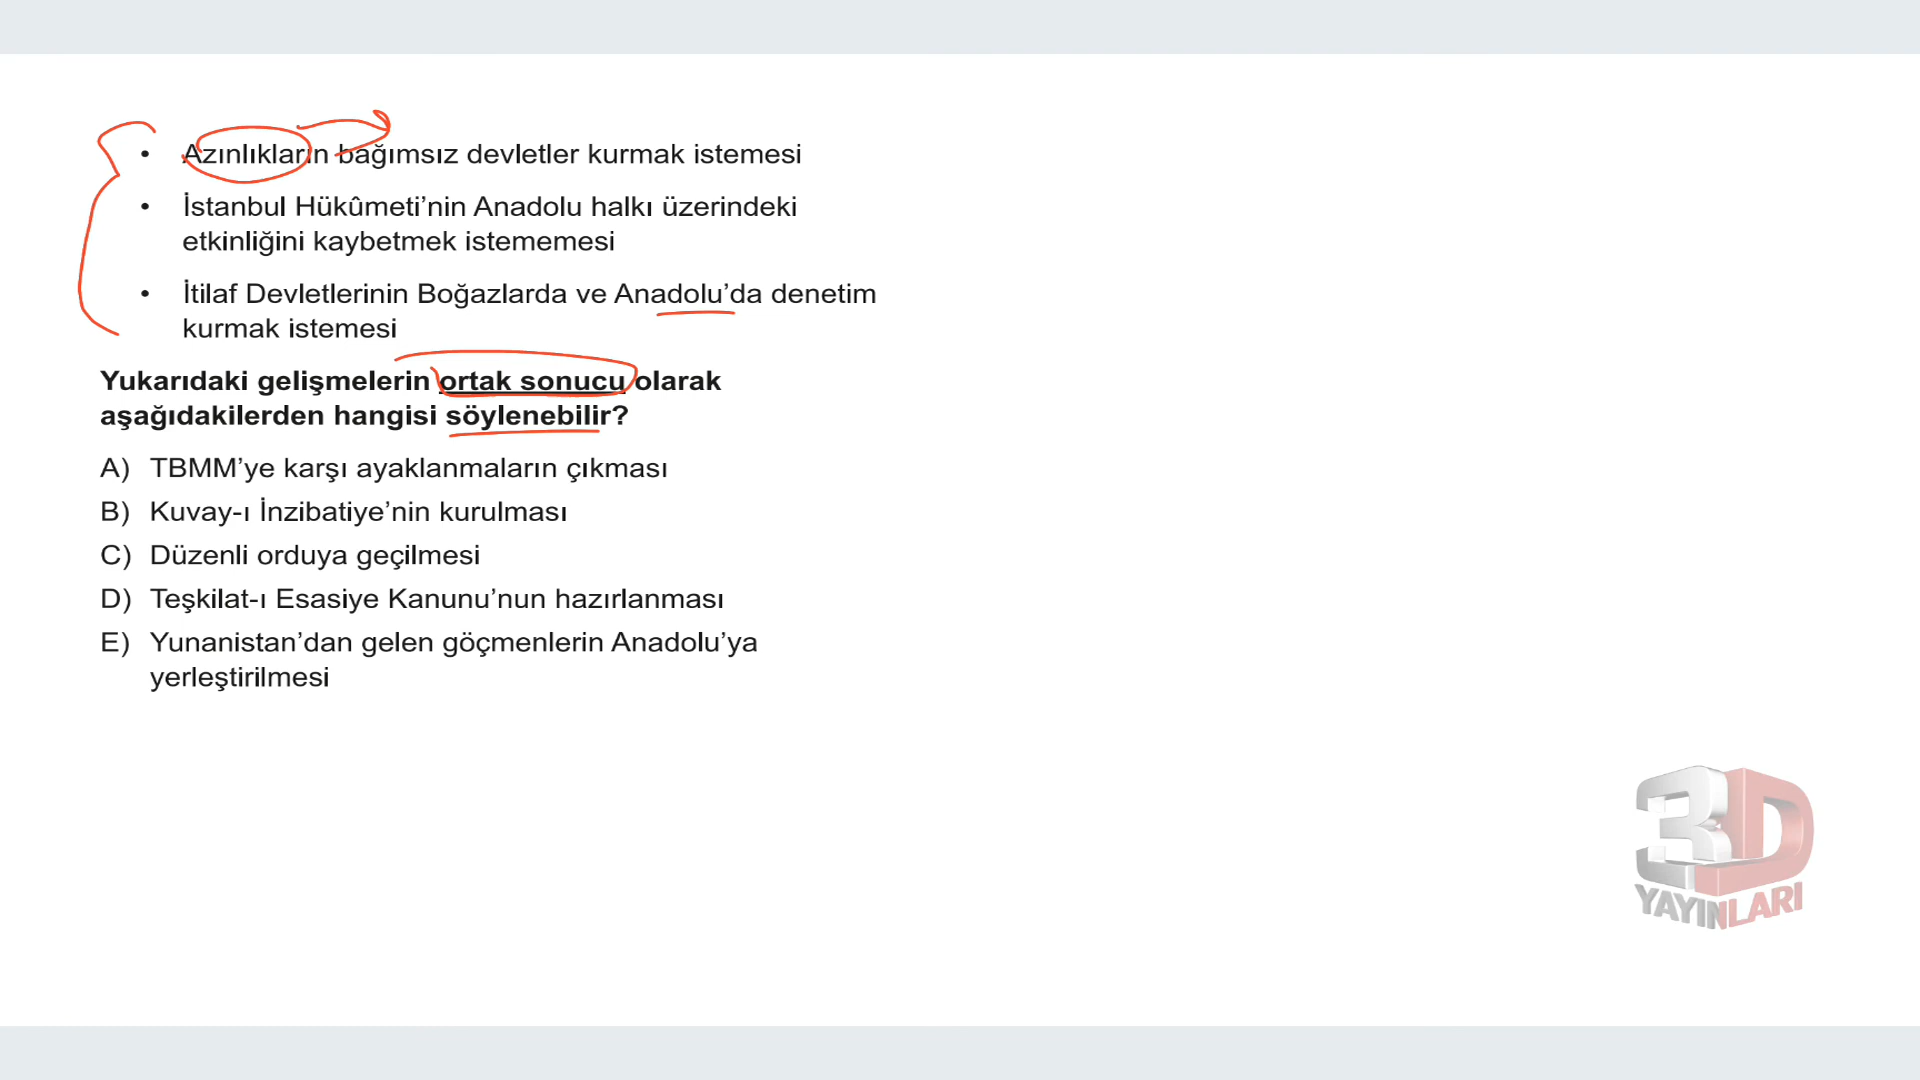 • Azınlıkların bağımsız devletler kurmak istemesi
• İstanbul Hükûmeti’nin Anadolu halkı üzerindeki
etkinliğini kaybetmek istememesi
• İtilaf Devletlerinin Boğazlarda ve Anadolu’da denetim
kurmak istemesi
Yukarıdaki gelişmelerin ortak sonucu olarak
aşağıdakilerden hangisi söylenebilir?
A) TBMM’ye karşı ayaklanmaların çıkması
B) Kuvay-ı İnzibatiye’nin kurulması
C) Düzenli orduya geçilmesi
D) Teşkilat-ı Esasiye Kanunu’nun hazırlanması
E) Yunanistan’dan gelen göçmenlerin Anadolu’ya
yerleştirilmesi
3D
YAYINLARI